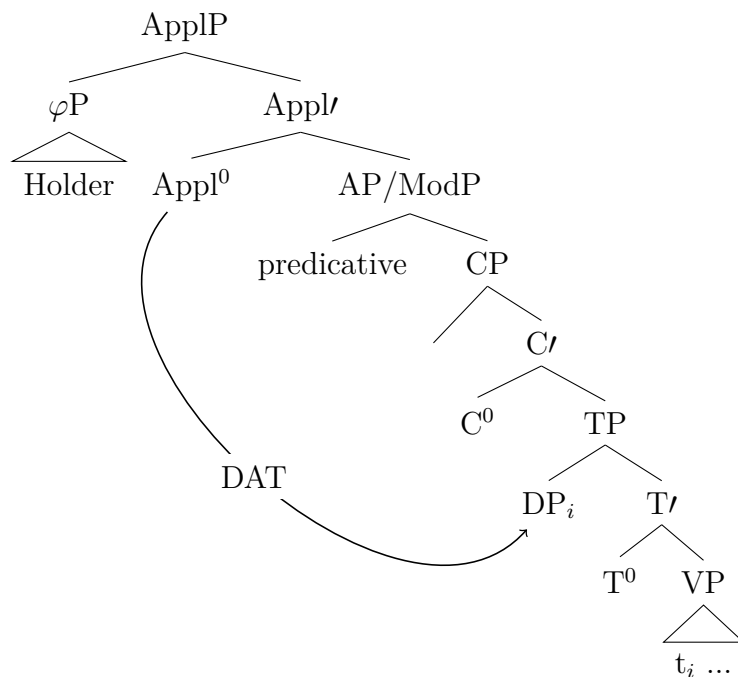 ApplP
φP Appl′
Holder Appl⁰ AP/ModP
predicative CP
C′
C⁰ TP
DAT
DPᵢ T′
T⁰ VP
tᵢ ...